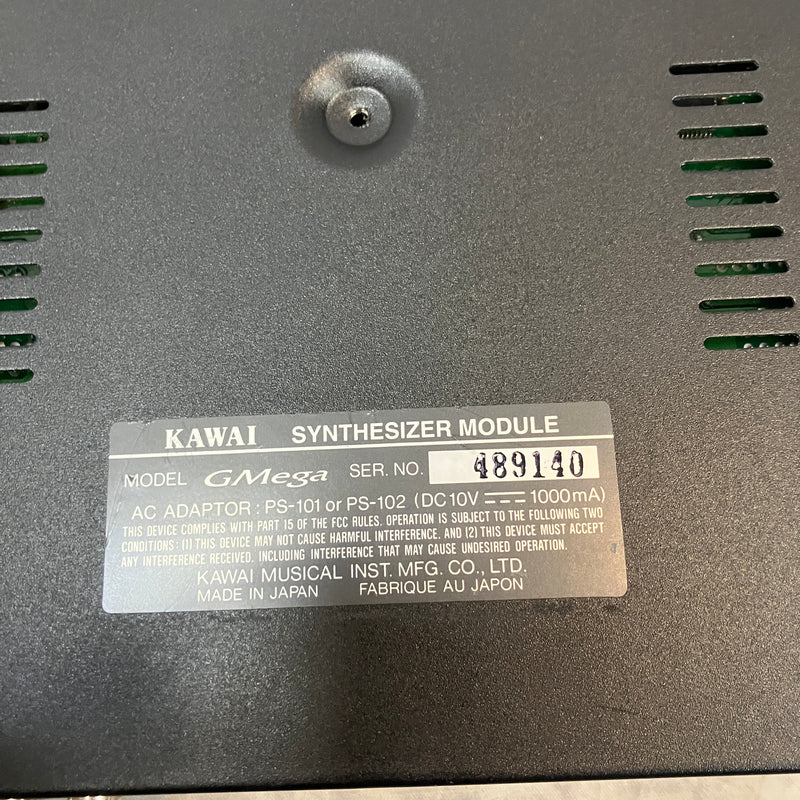 KAWAI SYNTHESIZER MODULE
MODEL GMega SER. NO. 489140
AC ADAPTOR : PS-101 or PS-102 (DC10V ⎓ 1000mA)
THIS DEVICE COMPLIES WITH PART 15 OF THE FCC RULES. OPERATION IS SUBJECT TO THE FOLLOWING TWO
CONDITIONS: (1) THIS DEVICE MAY NOT CAUSE HARMFUL INTERFERENCE. AND (2) THIS DEVICE MUST ACCEPT
ANY INTERFERENCE RECEIVED. INCLUDING INTERFERENCE THAT MAY CAUSE UNDESIRED OPERATION.
KAWAI MUSICAL INST. MFG. CO., LTD.
MADE IN JAPAN FABRIQUE AU JAPON